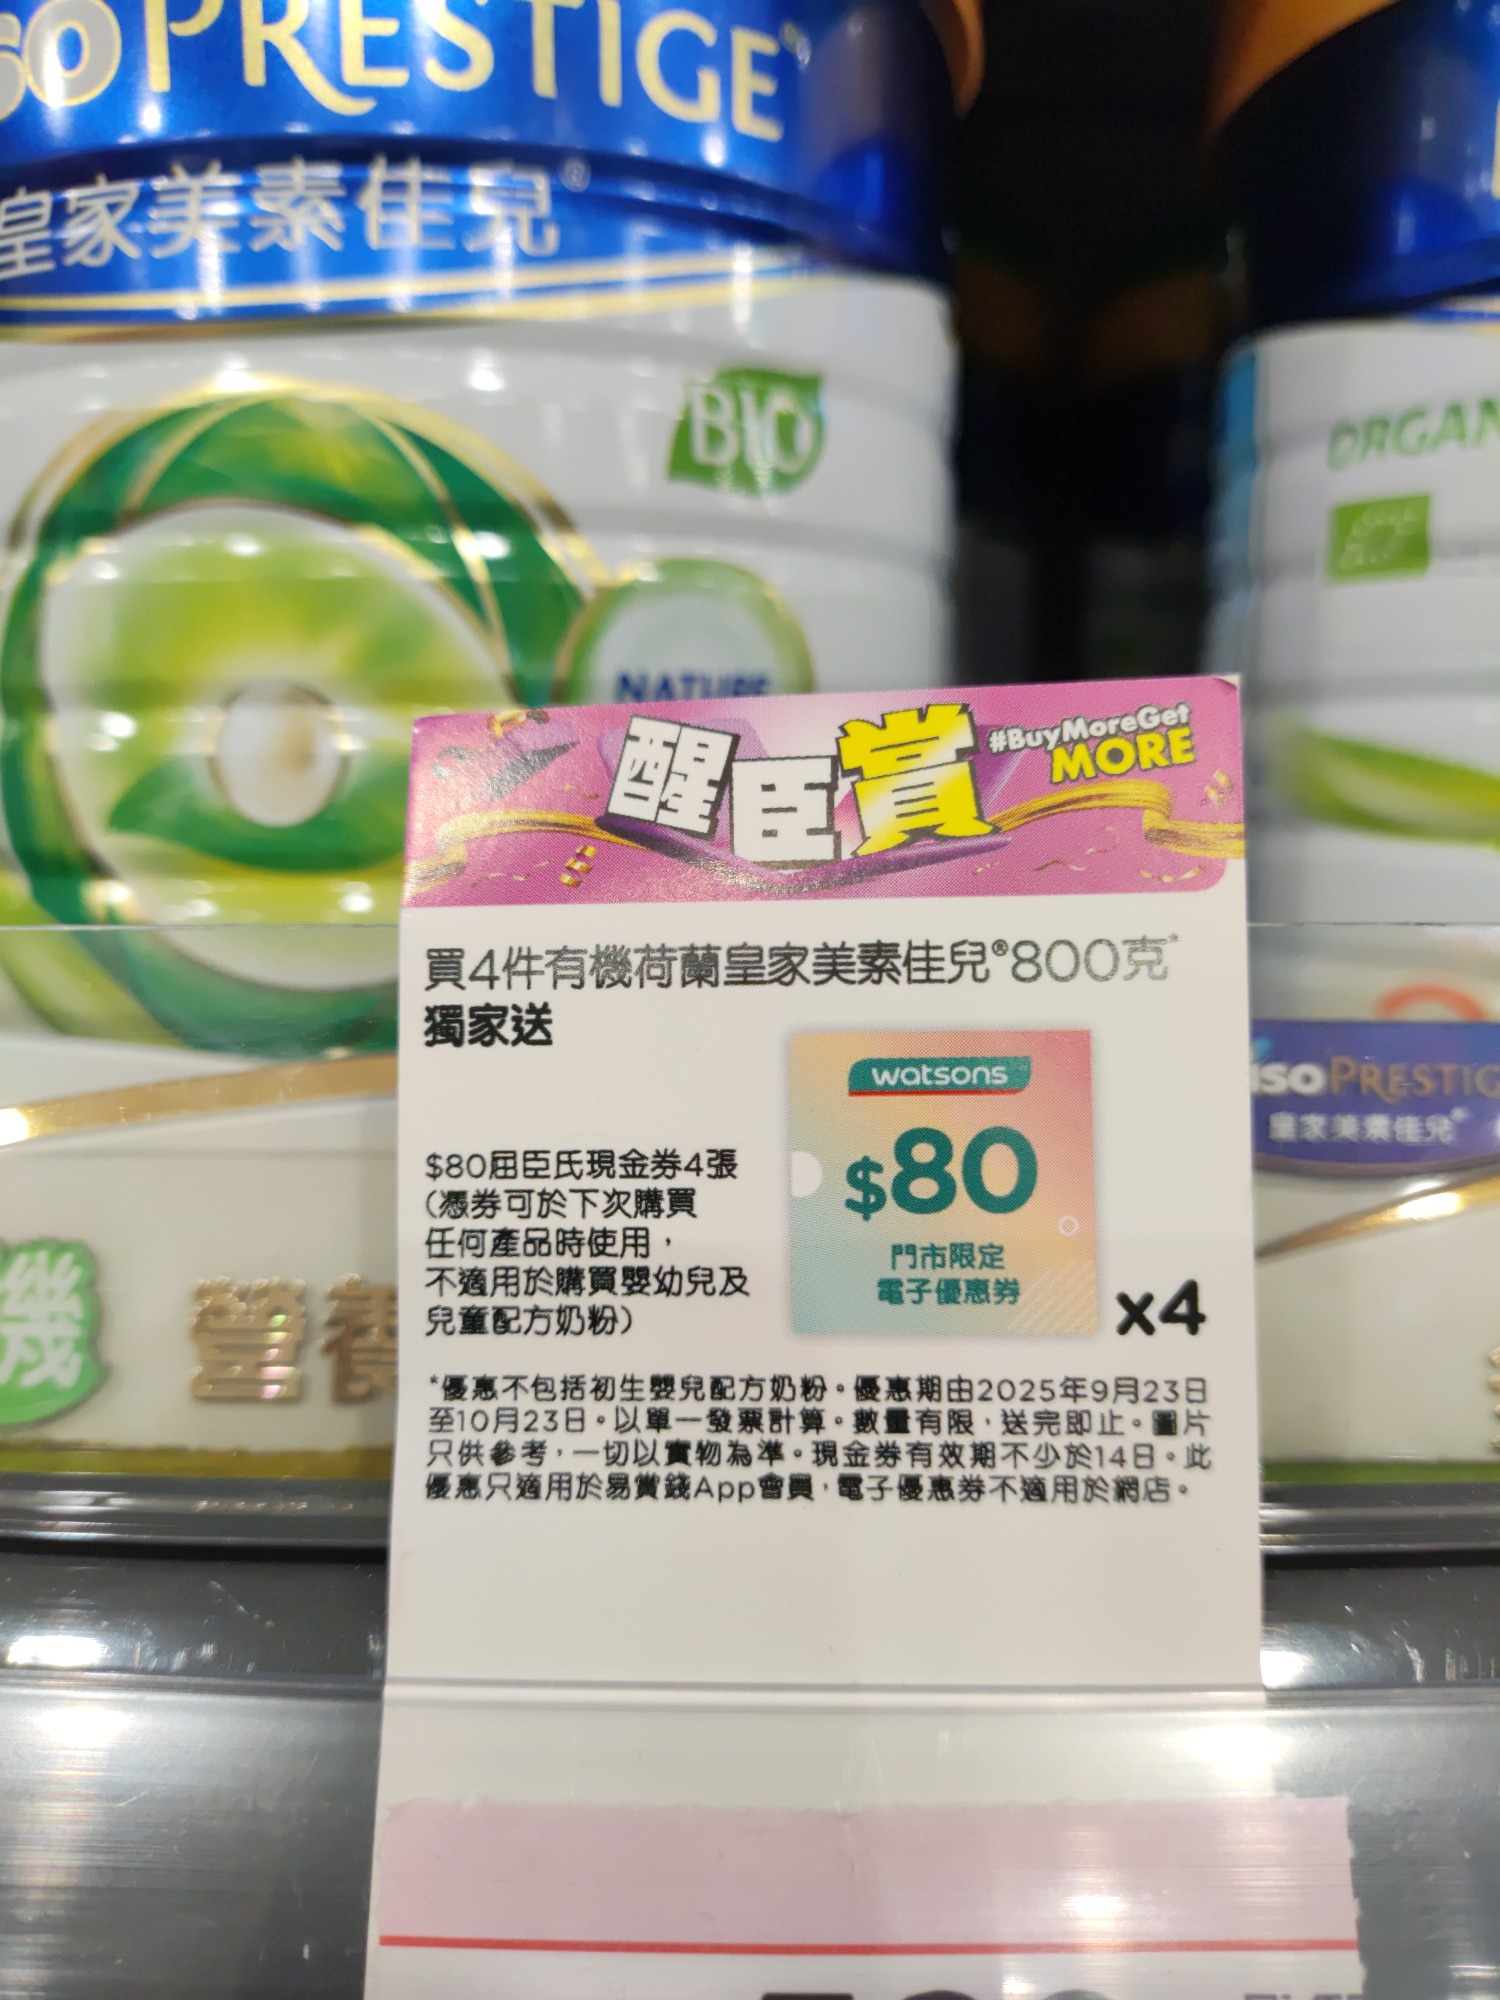 so PRESTIGE
皇家美素佳兒®
BIO
ORGAN
NATURE
醒臣賞
#BuyMoreGet
MORE
買4件有機荷蘭皇家美素佳兒®800克*
獨家送
watsons
$80
門市限定
電子優惠券
x4
$80屈臣氏現金券4張
(憑券可於下次購買
任何產品時使用，
不適用於購買嬰幼兒及
兒童配方奶粉)
*優惠不包括初生嬰兒配方奶粉。優惠期由2025年9月23日
至10月23日。以單一發票計算。數量有限，送完即止。圖片
只供參考，一切以實物為準。現金券有效期不少於14日。此
優惠只適用於易賞錢App會員，電子優惠券不適用於網店。
iso PRESTIG
皇家美素佳兒®
機
營養